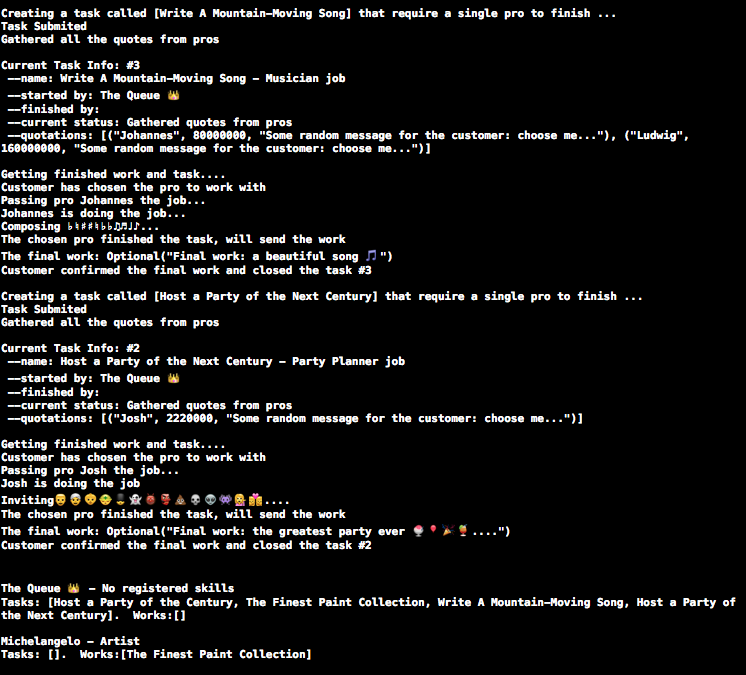 Creating a task called [Write A Mountain-Moving Song] that require a single pro to finish ...
Task Submited
Gathered all the quotes from pros
Current Task Info: #3
--name: Write A Mountain-Moving Song - Musician job
--started by: The Queue 👑
--finished by:
--current status: Gathered quotes from pros
--quotations: [("Johannes", 80000000, "Some random message for the customer: choose me..."), ("Ludwig",
160000000, "Some random message for the customer: choose me...")]
Getting finished work and task....
Customer has chosen the pro to work with
Passing pro Johannes the job...
Johannes is doing the job...
Composing ♭♮♯♯♮♭♭♫♬♩♪...
The chosen pro finished the task, will send the work
The final work: Optional("Final work: a beautiful song 🎵")
Customer confirmed the final work and closed the task #3
Creating a task called [Host a Party of the Next Century] that require a single pro to finish ...
Task Submited
Gathered all the quotes from pros
Current Task Info: #2
--name: Host a Party of the Next Century - Party Planner job
--started by: The Queue 👑
--finished by:
--current status: Gathered quotes from pros
--quotations: [("Josh", 2220000, "Some random message for the customer: choose me...")]
Getting finished work and task....
Customer has chosen the pro to work with
Passing pro Josh the job...
Josh is doing the job
Inviting....
The chosen pro finished the task, will send the work
The final work: Optional("Final work: the greatest party ever 🍨🎈🎉🍹....")
Customer confirmed the final work and closed the task #2
The Queue 👑 - No registered skills
Tasks: [Host a Party of the Century, The Finest Paint Collection, Write A Mountain-Moving Song, Host a Party of
the Next Century].  Works:[]
Michelangelo - Artist
Tasks: [].  Works:[The Finest Paint Collection]